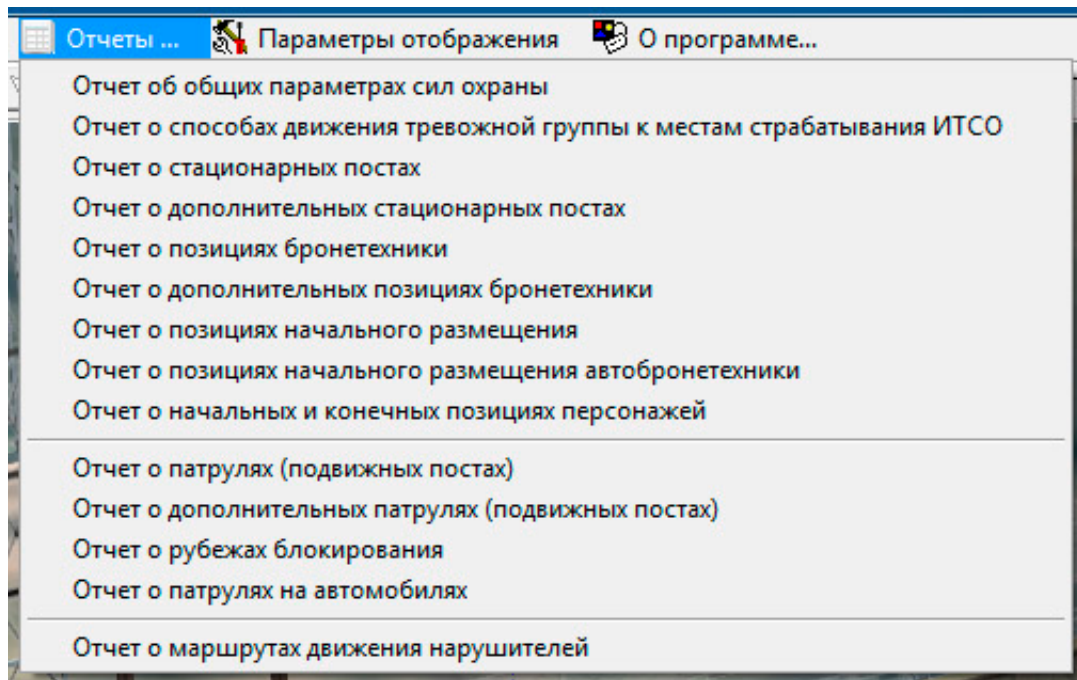 Отчеты ... Параметры отображения О программе...
Отчет об общих параметрах сил охраны
Отчет о способах движения тревожной группы к местам страбатывания ИТСО
Отчет о стационарных постах
Отчет о дополнительных стационарных постах
Отчет о позициях бронетехники
Отчет о дополнительных позициях бронетехники
Отчет о позициях начального размещения
Отчет о позициях начального размещения автобронетехники
Отчет о начальных и конечных позициях персонажей
Отчет о патрулях (подвижных постах)
Отчет о дополнительных патрулях (подвижных постах)
Отчет о рубежах блокирования
Отчет о патрулях на автомобилях
Отчет о маршрутах движения нарушителей